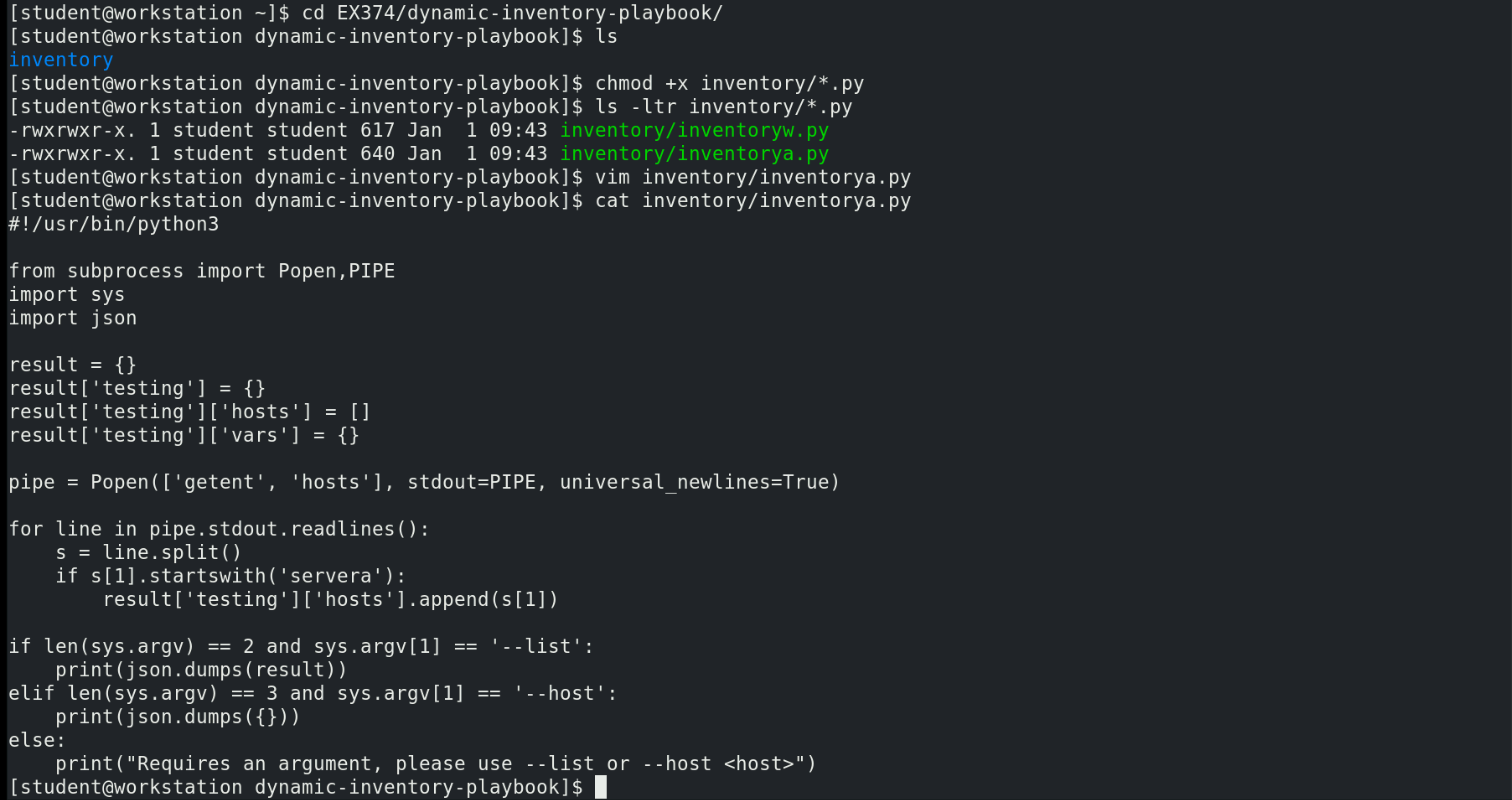 [student@workstation ~]$ cd EX374/dynamic-inventory-playbook/
[student@workstation dynamic-inventory-playbook]$ ls
inventory
[student@workstation dynamic-inventory-playbook]$ chmod +x inventory/*.py
[student@workstation dynamic-inventory-playbook]$ ls -ltr inventory/*.py
-rwxrwxr-x. 1 student student 617 Jan  1 09:43 inventory/inventoryw.py
-rwxrwxr-x. 1 student student 640 Jan  1 09:43 inventory/inventorya.py
[student@workstation dynamic-inventory-playbook]$ vim inventory/inventorya.py
[student@workstation dynamic-inventory-playbook]$ cat inventory/inventorya.py
#!/usr/bin/python3

from subprocess import Popen,PIPE
import sys
import json

result = {}
result['testing'] = {}
result['testing']['hosts'] = []
result['testing']['vars'] = {}

pipe = Popen(['getent', 'hosts'], stdout=PIPE, universal_newlines=True)

for line in pipe.stdout.readlines():
    s = line.split()
    if s[1].startswith('servera'):
        result['testing']['hosts'].append(s[1])

if len(sys.argv) == 2 and sys.argv[1] == '--list':
    print(json.dumps(result))
elif len(sys.argv) == 3 and sys.argv[1] == '--host':
    print(json.dumps({}))
else:
    print("Requires an argument, please use --list or --host <host>")
[student@workstation dynamic-inventory-playbook]$